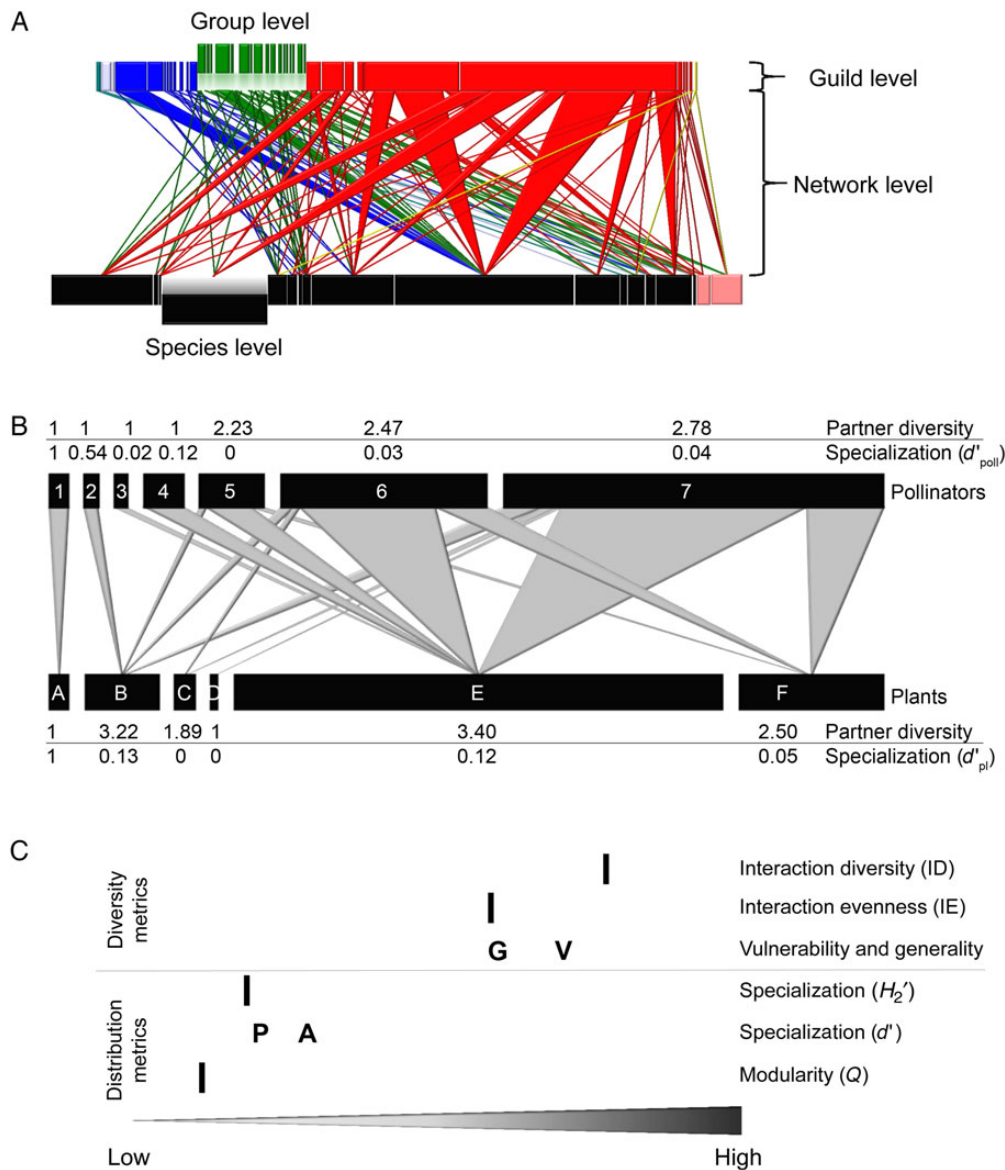 A
Group level
Guild level
Network level
Species level
B
1 1 1 1 2.23 2.47 2.78 Partner diversity
1 0.54 0.02 0.12 0 0.03 0.04 Specialization (d'poll)
1 2 3 4 5 6 7 Pollinators
A B C D E F Plants
1 3.22 1.89 1 3.40 2.50 Partner diversity
1 0.13 0 0 0.12 0.05 Specialization (d'pl)
C
Diversity metrics
Interaction diversity (ID)
Interaction evenness (IE)
G V Vulnerability and generality
Distribution metrics
Specialization (H2′)
P A Specialization (d')
Modularity (Q)
Low High